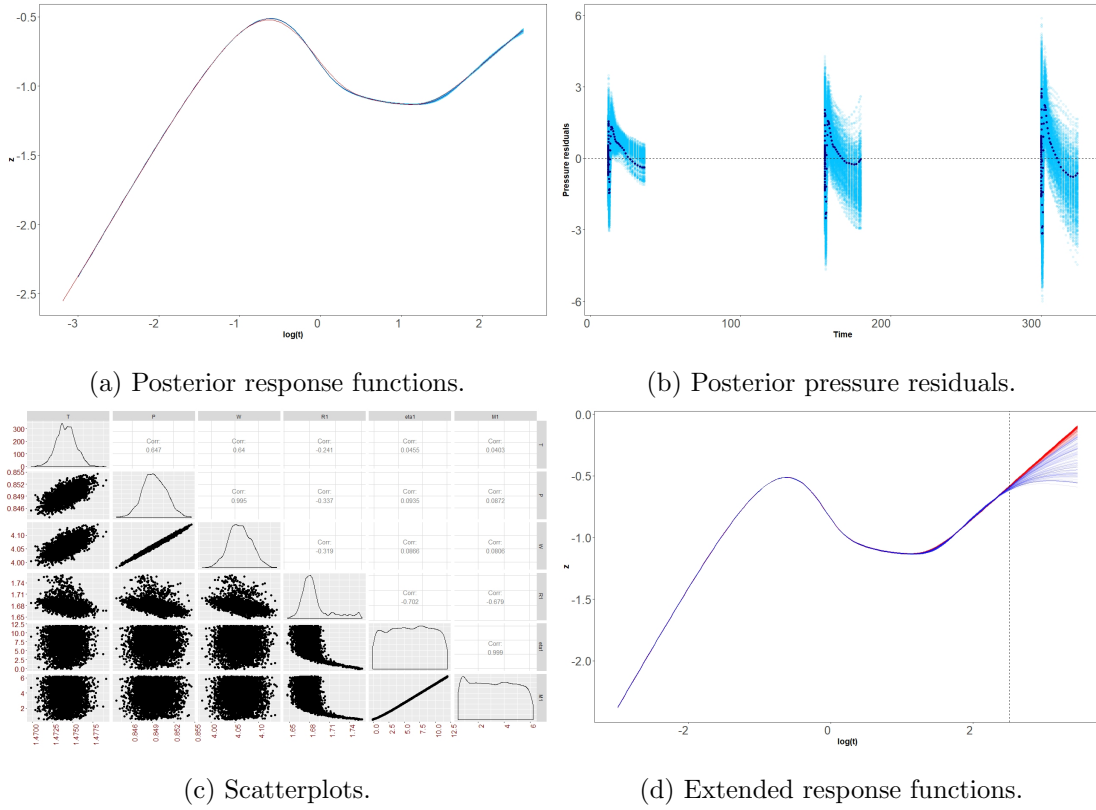 -0.5
-1.0
-1.5
-2.0
-2.5
z
-3 -2 -1 0 1 2
log(t)
6
3
0
-3
-6
Pressure residuals
0 100 200 300
Time
(a) Posterior response functions.
(b) Posterior pressure residuals.
T P W R1 eta1 M1
300
200
100
0
Corr: 0.647
Corr: 0.64
Corr: -0.241
Corr: 0.0455
Corr: 0.0403
T
0.855
0.852
0.849
0.846
Corr: 0.995
Corr: -0.337
Corr: 0.0935
Corr: 0.0872
P
4.10
4.05
4.00
Corr: -0.319
Corr: 0.0866
Corr: 0.0806
W
1.74
1.71
1.68
1.65
Corr: -0.702
Corr: -0.679
R1
12.5
10.0
7.5
5.0
2.5
0.0
Corr: 0.999
eta1
6
4
2
M1
1.4700 1.4725 1.4750 1.4775
0.846 0.849 0.852 0.855
4.00 4.05 4.10
1.65 1.68 1.71 1.74
0.0 2.5 5.0 7.5 10.0 12.5
2 4 6
0.0
-0.5
-1.0
-1.5
-2.0
z
-2 0 2
log(t)
(c) Scatterplots.
(d) Extended response functions.